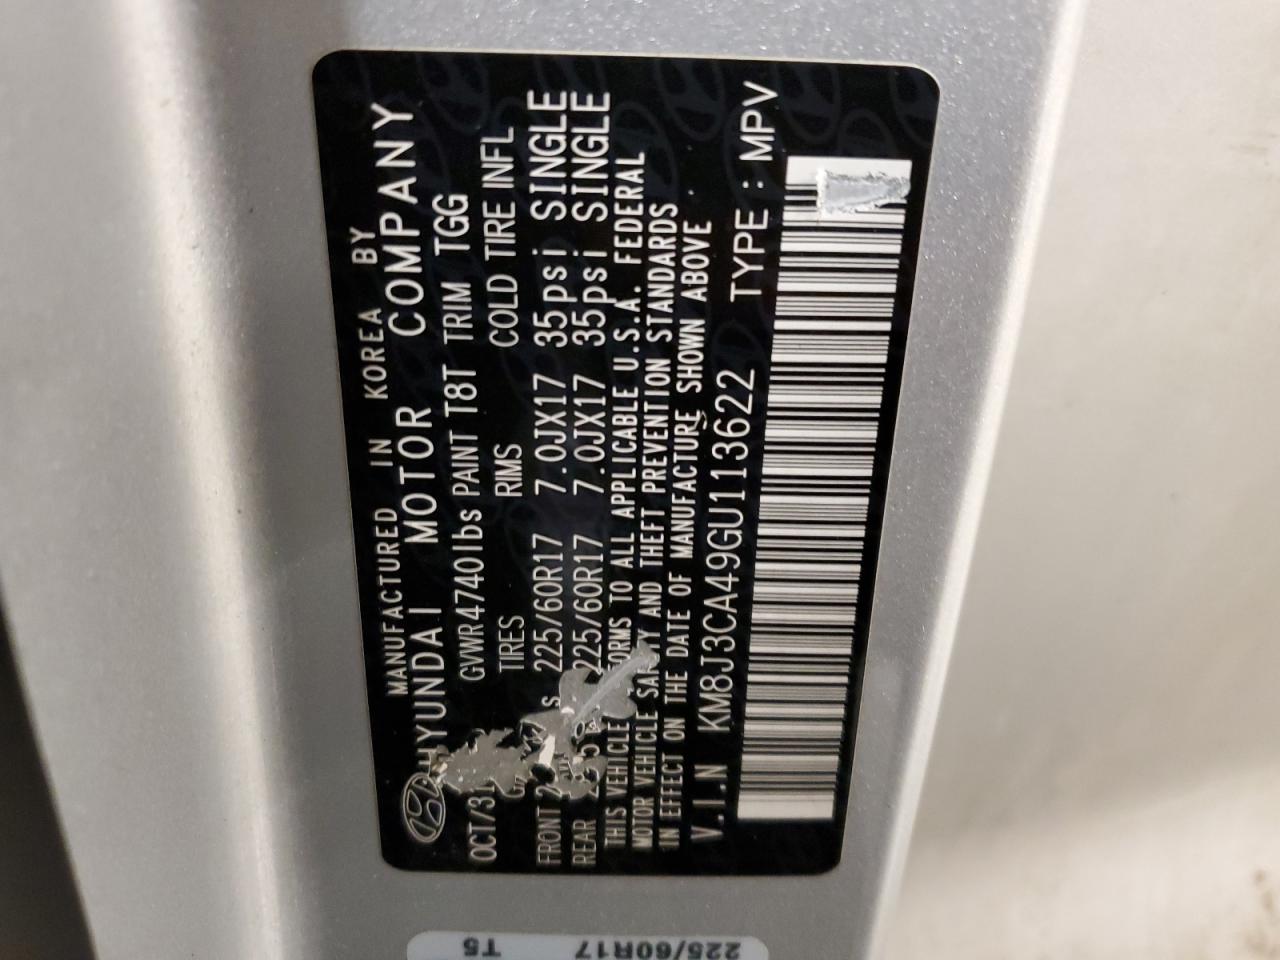 MANUFACTURED IN KOREA BY
HYUNDAI MOTOR COMPANY
OCT/31 GVWR 4740lbs PAINT T8T TRIM TGG
TIRES RIMS COLD TIRE INFL
FRONT 225/60R17 7.0JX17 35psi SINGLE
REAR 225/60R17 7.0JX17 35psi SINGLE
THIS VEHICLE TO ALL APPLICABLE U.S.A. FEDERAL
MOTOR VEHICLE AND THEFT PREVENTION STANDARDS
IN EFFECT ON THE DATE OF MANUFACTURE SHOWN ABOVE.
V.I.N KM8J3CA49GU113622 TYPE : MPV
225/60R17 T5